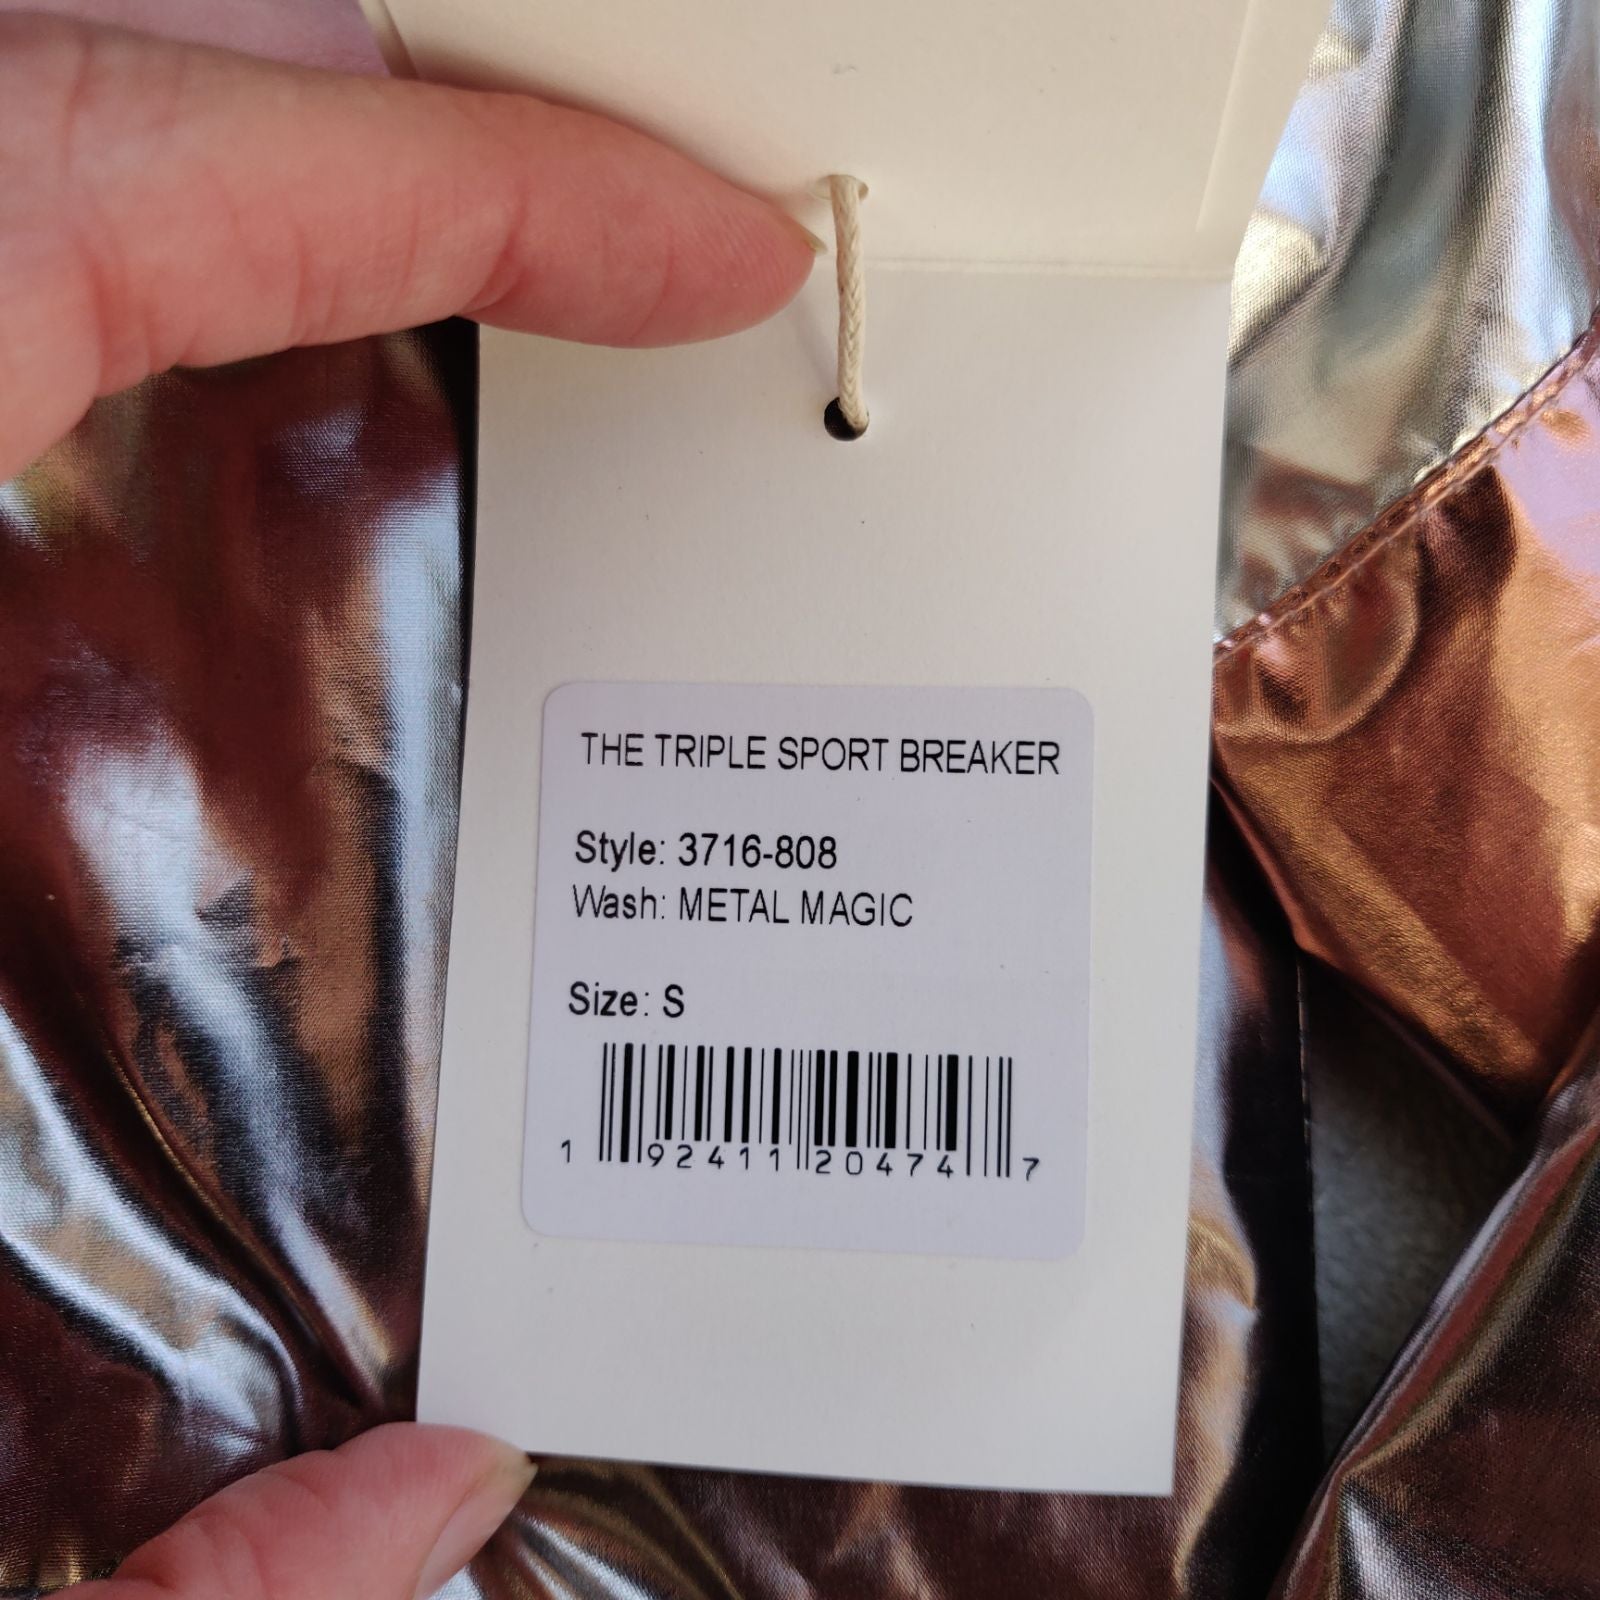 THE TRIPLE SPORT BREAKER
Style: 3716-808
Wash: METAL MAGIC
Size: S
1 92411 20474 7